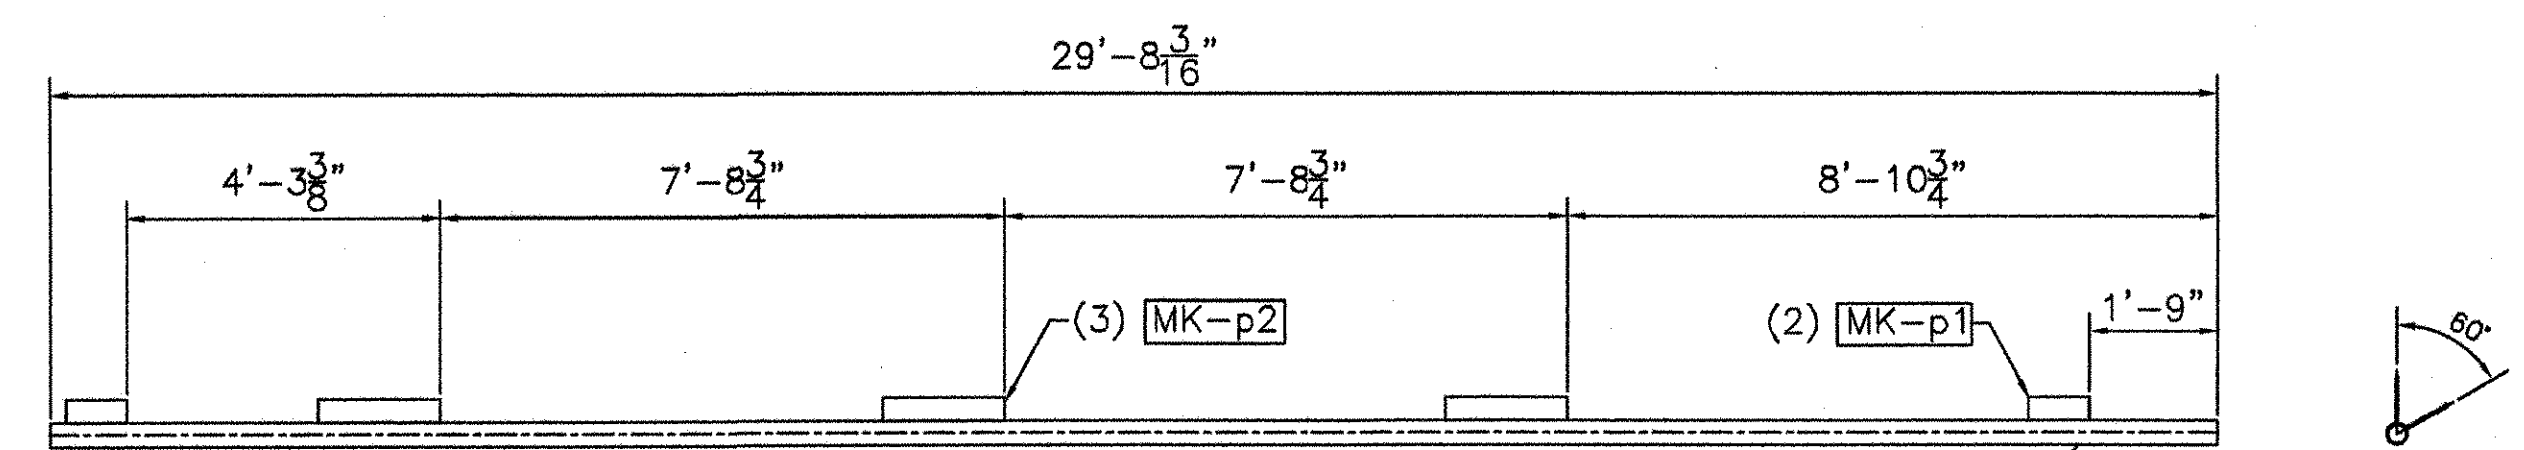 29'-8 3/16"
4'-3 3/8" 7'-8 3/4" 7'-8 3/4" 8'-10 3/4"
(3) MK-p2 (2) MK-p1 1'-9" 60°